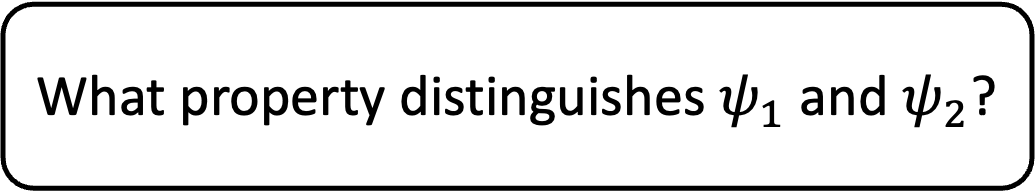 What property distinguishes 𝜓₁ and 𝜓₂?